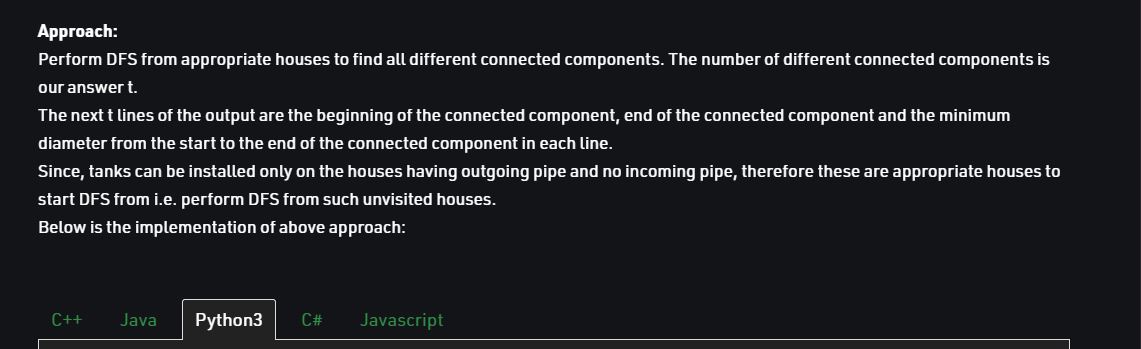 Approach:
Perform DFS from appropriate houses to find all different connected components. The number of different connected components is
our answer t.
The next t lines of the output are the beginning of the connected component, end of the connected component and the minimum
diameter from the start to the end of the connected component in each line.
Since, tanks can be installed only on the houses having outgoing pipe and no incoming pipe, therefore these are appropriate houses to
start DFS from i.e. perform DFS from such unvisited houses.
Below is the implementation of above approach:
C++ Java Python3 C# Javascript